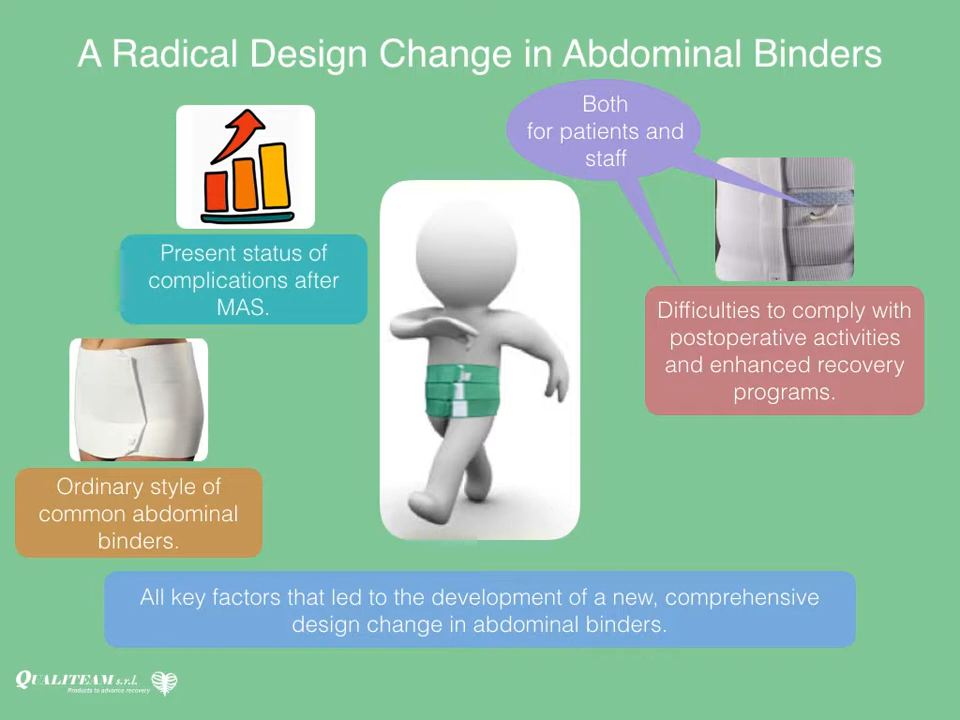 A Radical Design Change in Abdominal Binders
Both
for patients and
staff
Present status of
complications after
MAS.
Difficulties to comply with
postoperative activities
and enhanced recovery
programs.
Ordinary style of
common abdominal
binders.
All key factors that led to the development of a new, comprehensive
design change in abdominal binders.
QUALITEAM s.r.l.
Products to advance recovery